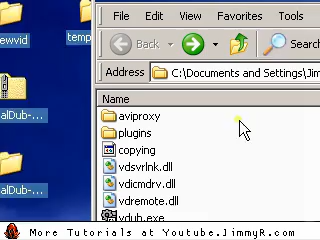 File Edit View Favorites Tools
ewvid
temp
Back Search
Address C:\Documents and Settings\Jim
Name
aviproxy
plugins
alDub-...
copying
vdsvrlnk.dll
vdicmdrv.dll
vdremote.dll
alDub-...
vdub.exe
More Tutorials at Youtube.JimmyR.com